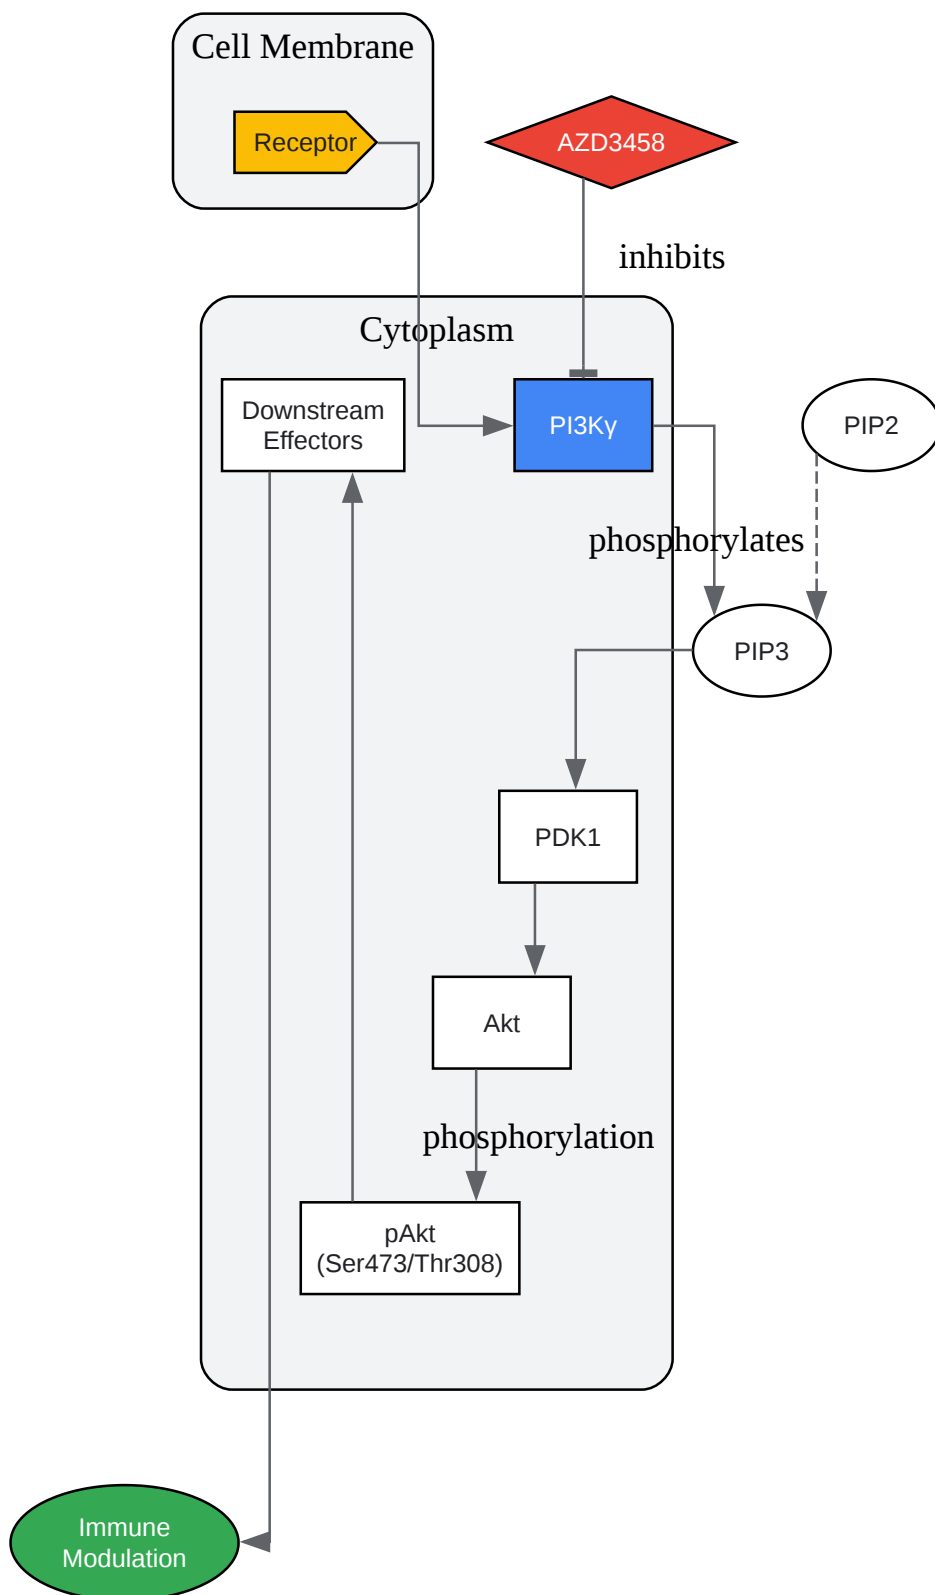 Cell Membrane
Receptor
AZD3458
inhibits
Cytoplasm
Downstream
Effectors
PI3Kγ
PIP2
phosphorylates
PIP3
PDK1
Akt
phosphorylation
pAkt
(Ser473/Thr308)
Immune
Modulation